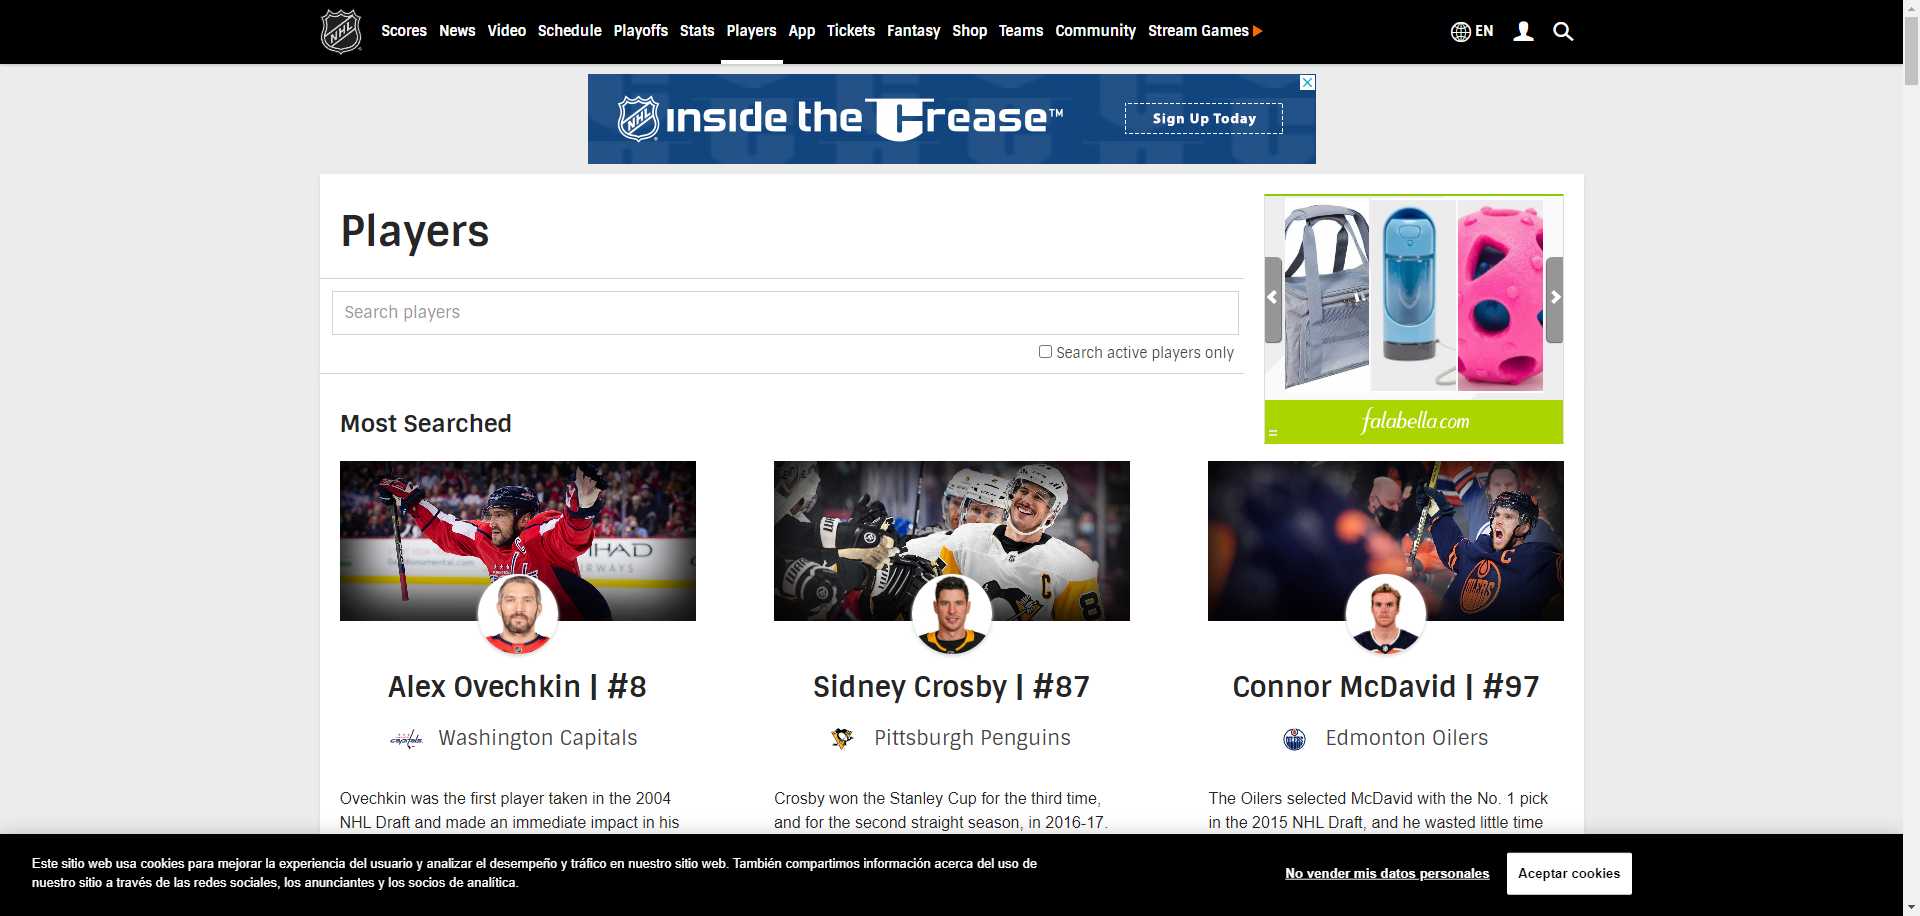 NHL
Scores News Video Schedule Playoffs Stats Players App Tickets Fantasy Shop Teams Community Stream Games
EN
NHL inside the Crease™
Sign Up Today
Players
Search players
Search active players only
falabella.com
Most Searched
Alex Ovechkin | #8
Sidney Crosby | #87
Connor McDavid | #97
capitals Washington Capitals
Pittsburgh Penguins
OILERS Edmonton Oilers
Ovechkin was the first player taken in the 2004
NHL Draft and made an immediate impact in his
Crosby won the Stanley Cup for the third time,
and for the second straight season, in 2016-17.
The Oilers selected McDavid with the No. 1 pick
in the 2015 NHL Draft, and he wasted little time
Este sitio web usa cookies para mejorar la experiencia del usuario y analizar el desempeño y tráfico en nuestro sitio web. También compartimos información acerca del uso de
nuestro sitio a través de las redes sociales, los anunciantes y los socios de analítica.
No vender mis datos personales
Aceptar cookies